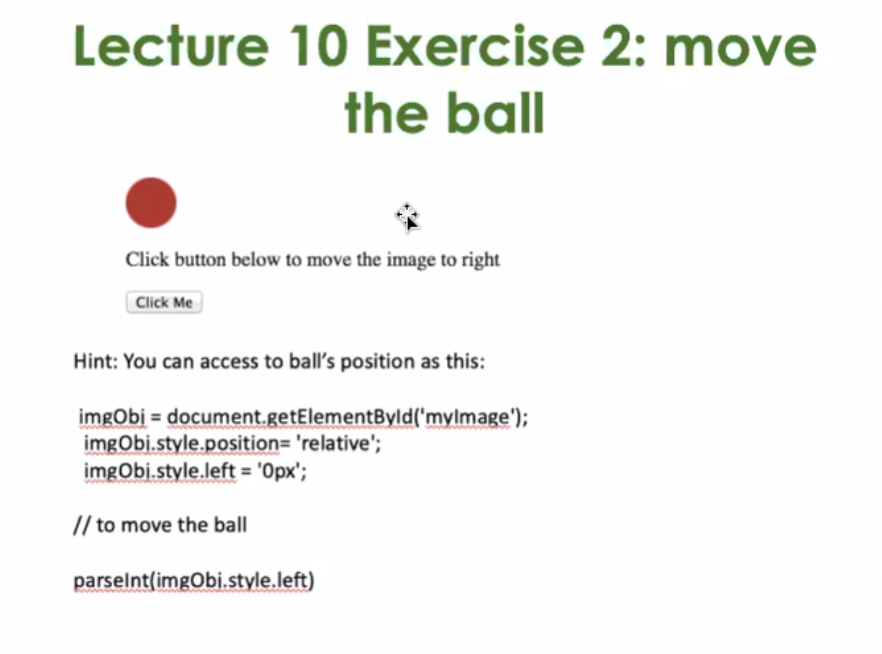 Lecture 10 Exercise 2: move
the ball
Click button below to move the image to right
Click Me
Hint: You can access to ball's position as this:
imgObj = document.getElementById('myImage');
imgObj.style.position= 'relative';
imgObj.style.left = '0px';
// to move the ball
parseInt(imgObj.style.left)